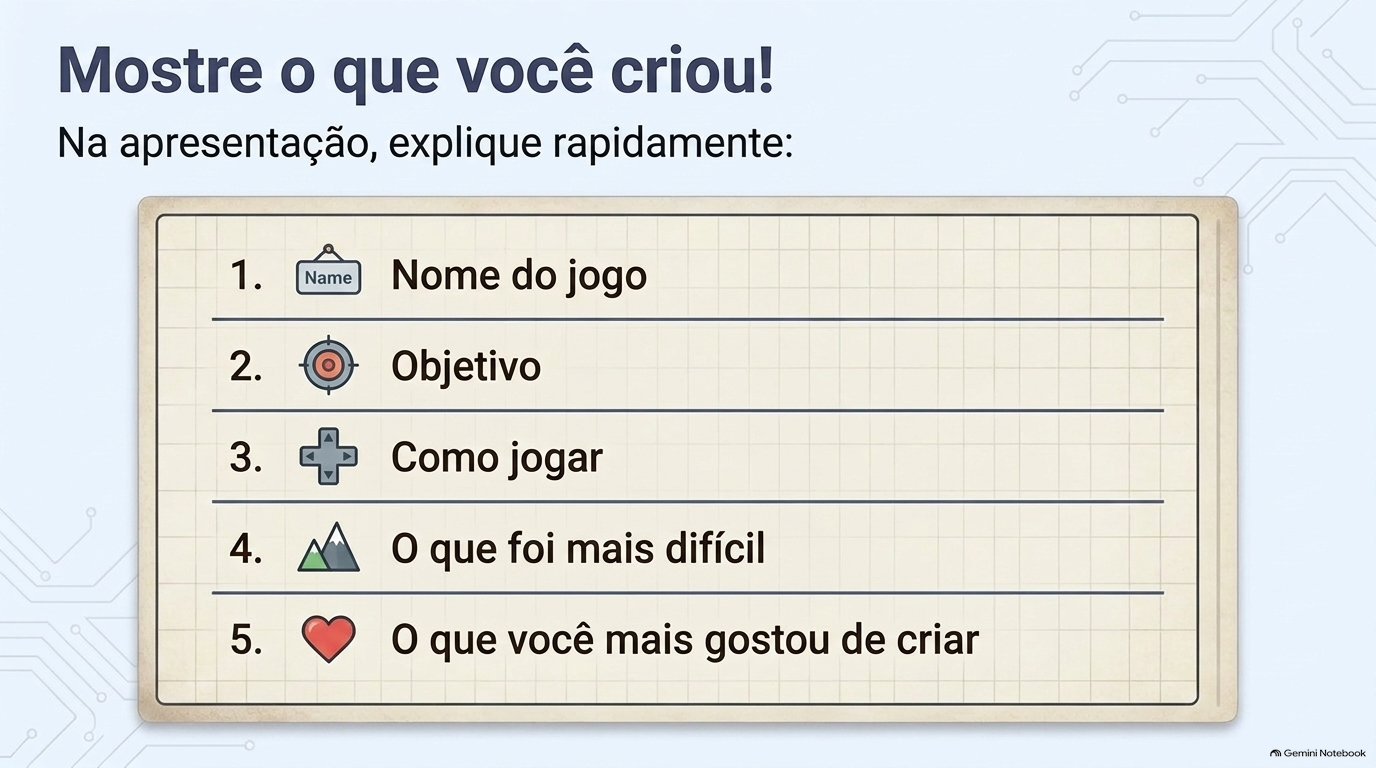 Mostre o que você criou!
Na apresentação, explique rapidamente:
1. Name Nome do jogo
2. Objetivo
3. Como jogar
4. O que foi mais difícil
5. O que você mais gostou de criar
Gemini Notebook